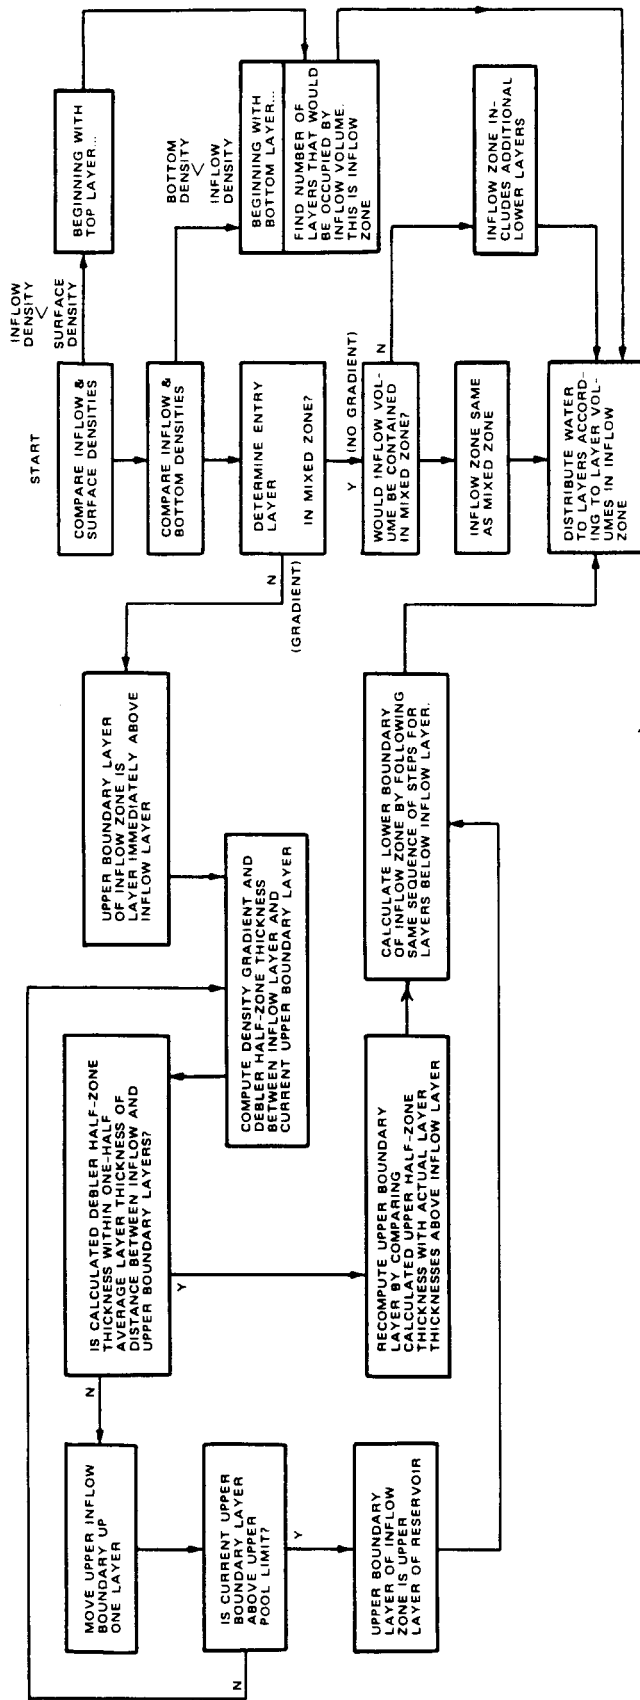 START
COMPARE INFLOW &
SURFACE DENSITIES
INFLOW
DENSITY
<
SURFACE
DENSITY
BEGINNING WITH
TOP LAYER...
COMPARE INFLOW &
BOTTOM DENSITIES
BOTTOM
DENSITY
<
INFLOW
DENSITY
BEGINNING WITH
BOTTOM LAYER...
FIND NUMBER OF
LAYERS THAT WOULD
BE OCCUPIED BY
INFLOW VOLUME.
THIS IS INFLOW
ZONE
DETERMINE ENTRY
LAYER
IN MIXED ZONE?
N
(GRADIENT)
Y
(NO GRADIENT)
WOULD INFLOW VOL-
UME BE CONTAINED
IN MIXED ZONE?
N
INFLOW ZONE IN-
CLUDES ADDITIONAL
LOWER LAYERS
INFLOW ZONE SAME
AS MIXED ZONE
DISTRIBUTE WATER
TO LAYERS ACCORD-
ING TO LAYER VOL-
UMES IN INFLOW
ZONE
UPPER BOUNDARY LAYER
OF INFLOW ZONE IS
LAYER IMMEDIATELY ABOVE
INFLOW LAYER
COMPUTE DENSITY GRADIENT AND
DEBLER HALF-ZONE THICKNESS
BETWEEN INFLOW LAYER AND
CURRENT UPPER BOUNDARY LAYER
IS CALCULATED DEBLER HALF-ZONE
THICKNESS WITHIN ONE-HALF
AVERAGE LAYER THICKNESS OF
DISTANCE BETWEEN INFLOW AND
UPPER BOUNDARY LAYERS?
N
Y
MOVE UPPER INFLOW
BOUNDARY UP
ONE LAYER
IS CURRENT UPPER
BOUNDARY LAYER
ABOVE UPPER
POOL LIMIT?
N
Y
UPPER BOUNDARY
LAYER OF INFLOW
ZONE IS UPPER
LAYER OF RESERVOIR
RECOMPUTE UPPER BOUNDARY
LAYER BY COMPARING
CALCULATED UPPER HALF-ZONE
THICKNESS WITH ACTUAL LAYER
THICKNESSES ABOVE INFLOW LAYER
CALCULATE LOWER BOUNDARY
OF INFLOW ZONE BY FOLLOWING
SAME SEQUENCE OF STEPS FOR
LAYERS BELOW INFLOW LAYER.